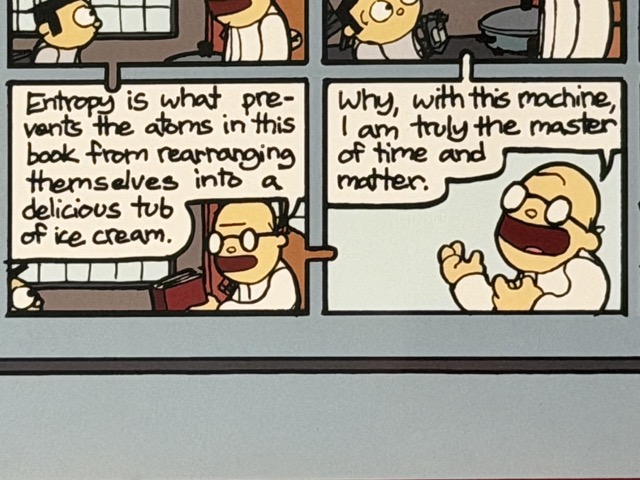 Entropy is what pre-
vents the atoms in this
book from rearranging
themselves into a
delicious tub
of ice cream.
Why, with this machine,
I am truly the master
of time and
matter.